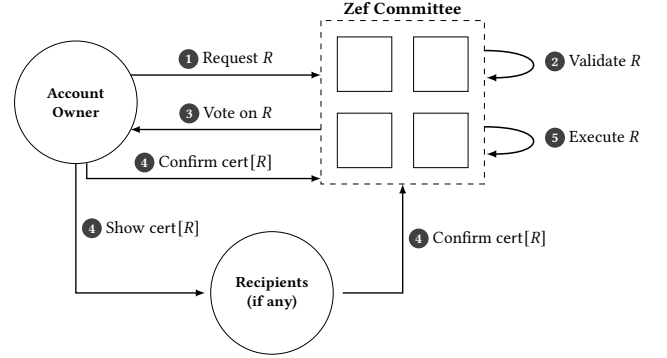 Zef Committee
Account
Owner
1 Request R
2 Validate R
3 Vote on R
5 Execute R
4 Confirm cert[R]
4 Show cert[R]
4 Confirm cert[R]
Recipients
(if any)